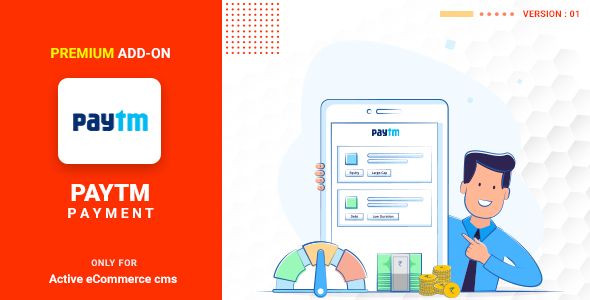 PREMIUM ADD-ON
paytm
PAYTM
PAYMENT
ONLY FOR
Active eCommerce cms
VERSION : 01
paytm
Equity
Large Cap
Debt
Low Duration
₹